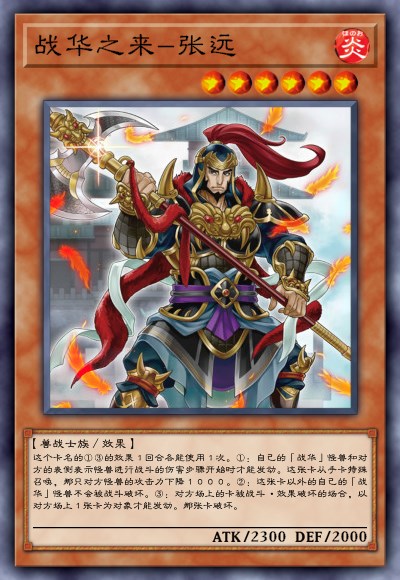 战华之来-张远
ほのお
炎
【兽战士族/效果】
这个卡名的①③的效果1回合各能使用1次。①:自己的「战华」怪兽和对
方的表侧表示怪兽进行战斗的伤害步骤开始时才能发动。这张卡从手卡特殊
召唤,那只对方怪兽的攻击力下降1000。②:这张卡以外的自己的「战
华」怪兽不会被战斗破坏。③:对方场上的卡被战斗·效果破坏的场合,以
对方场上1张卡为对象才能发动。那张卡破坏。
ATK/2300 DEF/2000